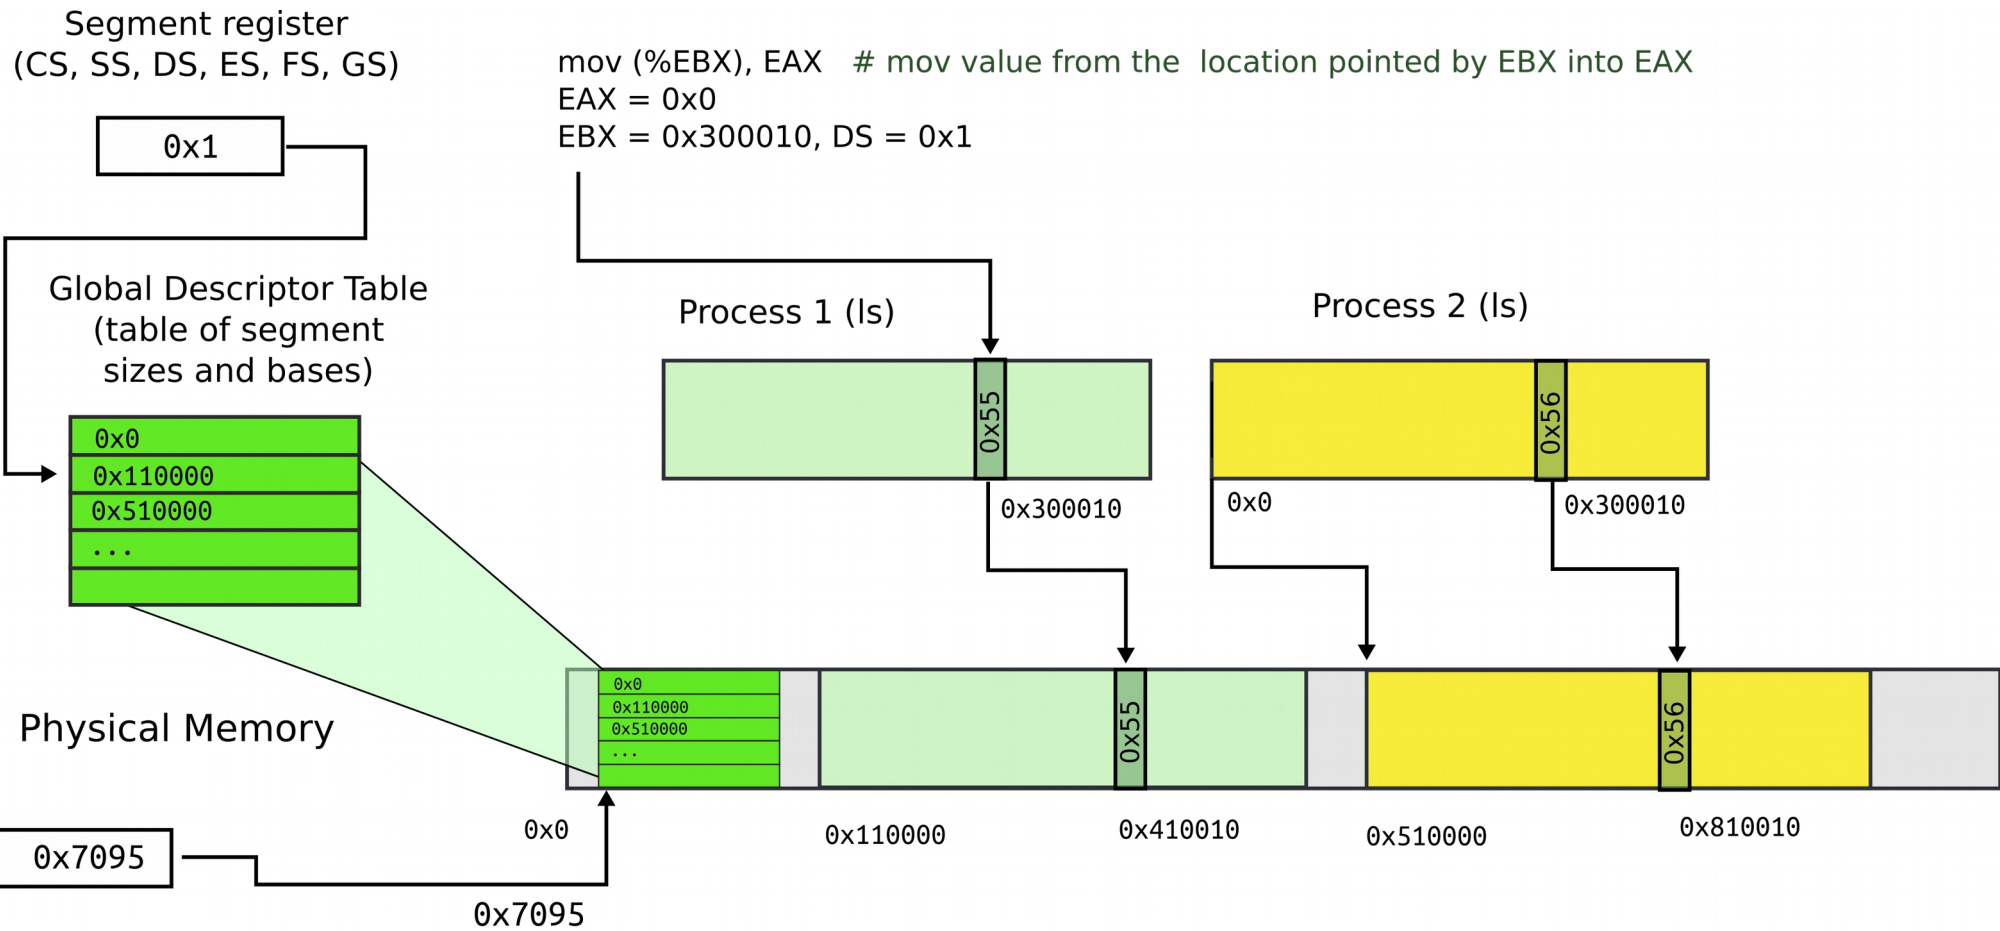 Segment register
(CS, SS, DS, ES, FS, GS)
0x1
mov (%EBX), EAX   # mov value from the  location pointed by EBX into EAX
EAX = 0x0
EBX = 0x300010, DS = 0x1
Global Descriptor Table
(table of segment
sizes and bases)
0x0
0x110000
0x510000
...
Process 1 (ls)
0x55
0x300010
Process 2 (ls)
0x56
0x0
0x300010
Physical Memory
0x0
0x110000
0x510000
...
0x55
0x56
0x0
0x110000
0x410010
0x510000
0x810010
0x7095
0x7095